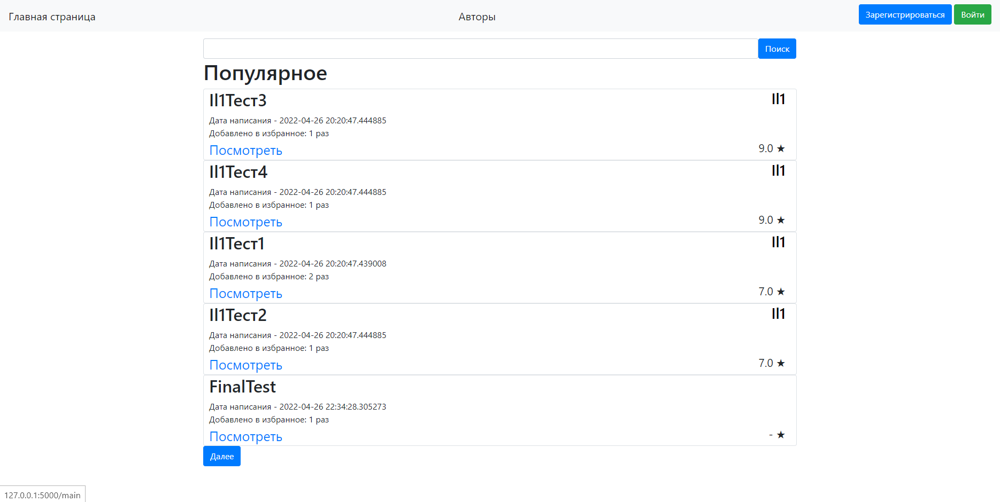 Главная страница Авторы Зарегистрироваться Войти
Поиск
Популярное
Il1Тест3 Il1
Дата написания - 2022-04-26 20:20:47.444885
Добавлено в избранное: 1 раз
Посмотреть 9.0 ★
Il1Тест4 Il1
Дата написания - 2022-04-26 20:20:47.444885
Добавлено в избранное: 1 раз
Посмотреть 9.0 ★
Il1Тест1 Il1
Дата написания - 2022-04-26 20:20:47.439008
Добавлено в избранное: 2 раз
Посмотреть 7.0 ★
Il1Тест2 Il1
Дата написания - 2022-04-26 20:20:47.444885
Добавлено в избранное: 1 раз
Посмотреть 7.0 ★
FinalTest
Дата написания - 2022-04-26 22:34:28.305273
Добавлено в избранное: 1 раз
Посмотреть - ★
Далее
127.0.0.1:5000/main